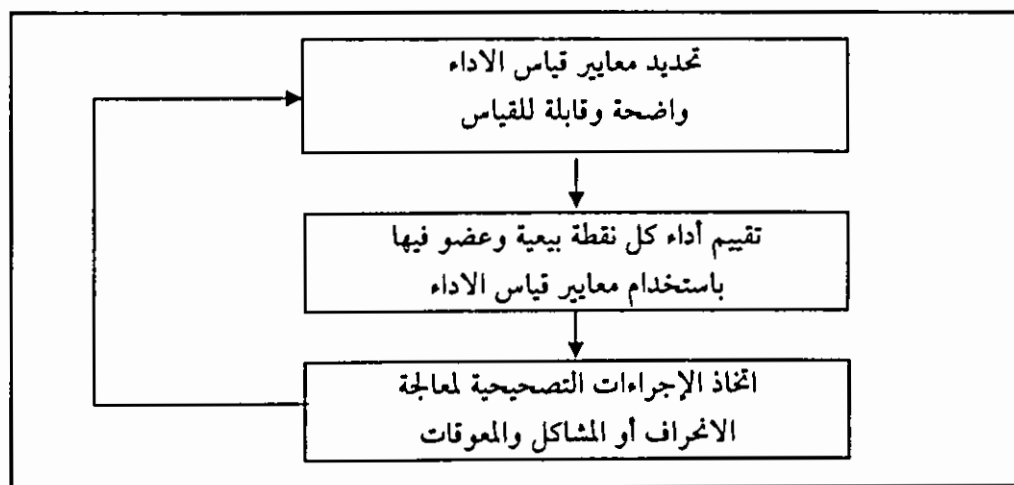 تحديد معايير قياس الاداء
واضحة وقابلة للقياس
تقييم أداء كل نقطة بيعية وعضو فيها
باستخدام معايير قياس الاداء
اتخاذ الإجراءات التصحيحية لمعالجة
الانحراف أو المشاكل والمعوقات